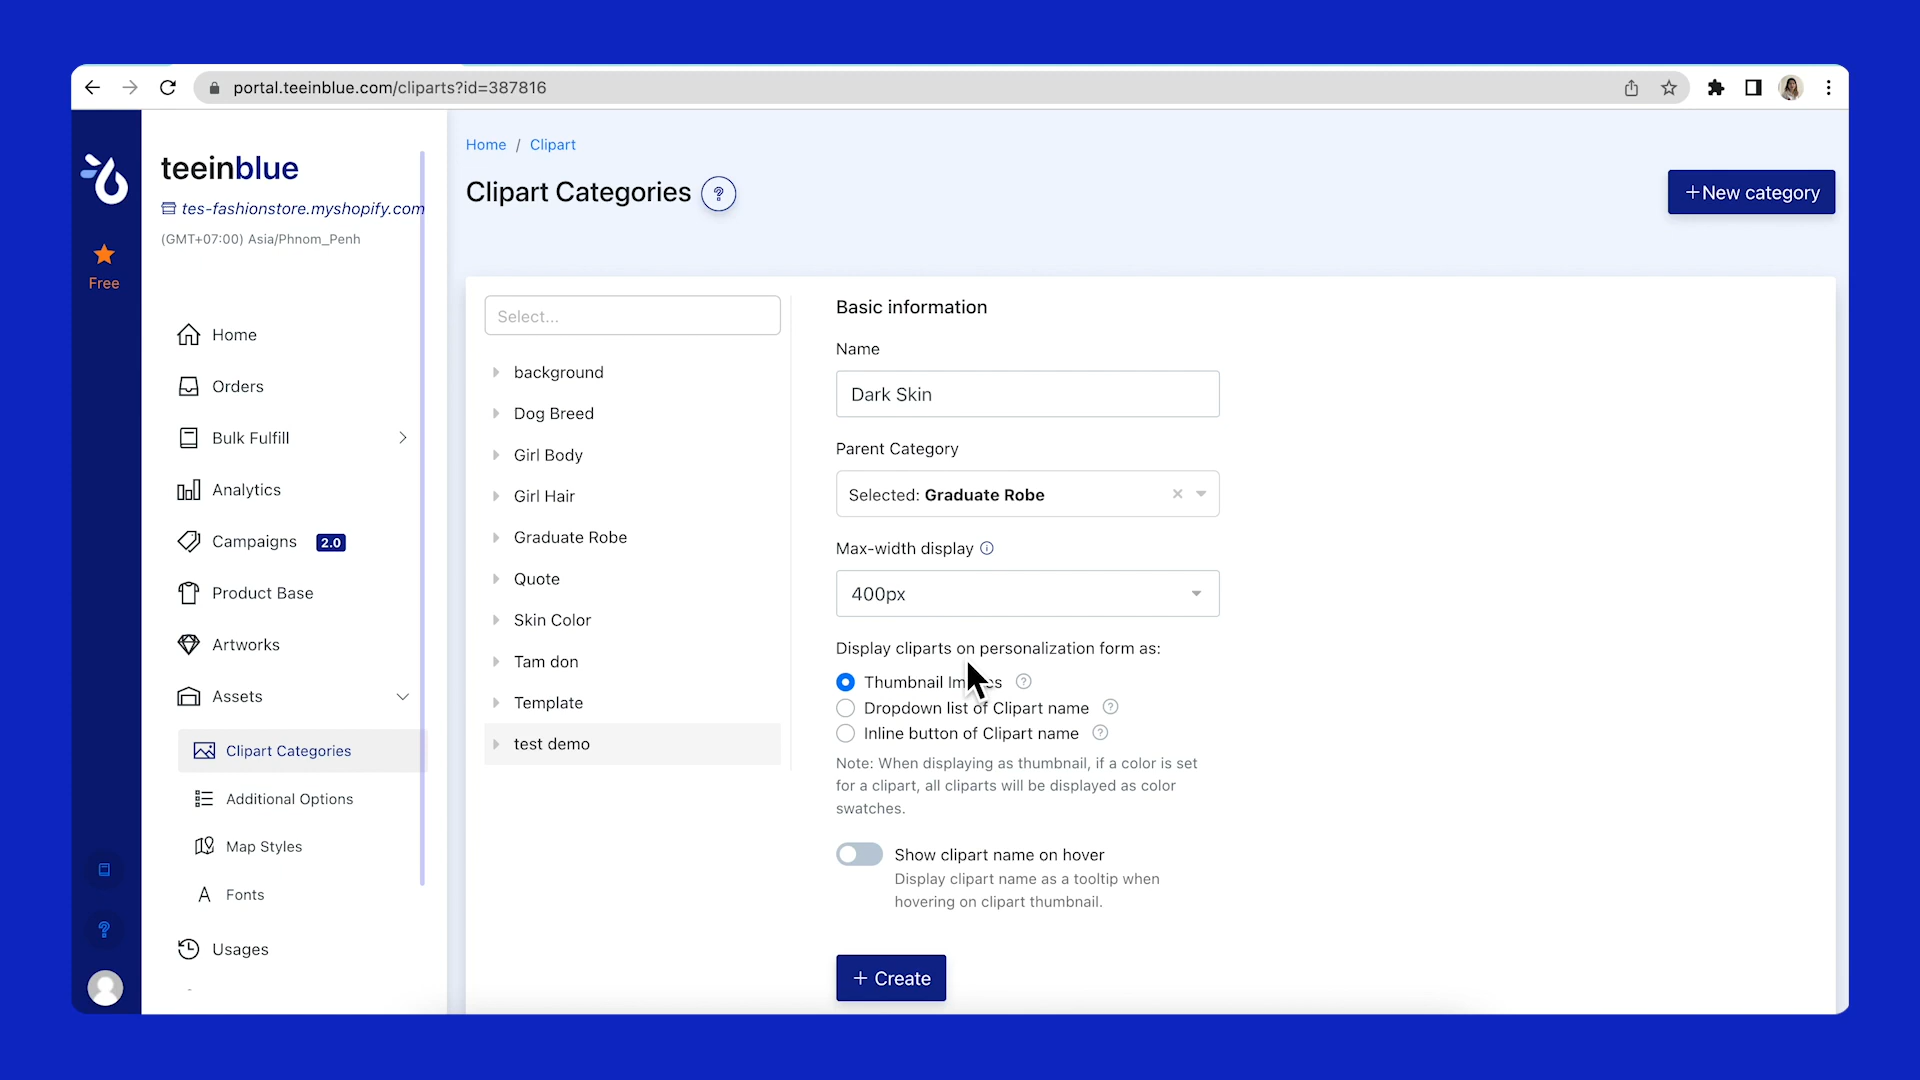 portal.teeinblue.com/cliparts?id=387816
teeinblue
tes-fashionstore.myshopify.com
(GMT+07:00) Asia/Phnom_Penh
Free
Home
Orders
Bulk Fulfill
Analytics
Campaigns 2.0
Product Base
Artworks
Assets
Clipart Categories
Additional Options
Map Styles
A Fonts
Usages
Home / Clipart
Clipart Categories ?
+New category
Select...
background
Dog Breed
Girl Body
Girl Hair
Graduate Robe
Quote
Skin Color
Tam don
Template
test demo
Basic information
Name
Dark Skin
Parent Category
Selected: Graduate Robe
Max-width display
400px
Display cliparts on personalization form as:
Thumbnail
Dropdown list of Clipart name ?
Inline button of Clipart name ?
Note: When displaying as thumbnail, if a color is set
for a clipart, all cliparts will be displayed as color
swatches.
Show clipart name on hover
Display clipart name as a tooltip when
hovering on clipart thumbnail.
+ Create